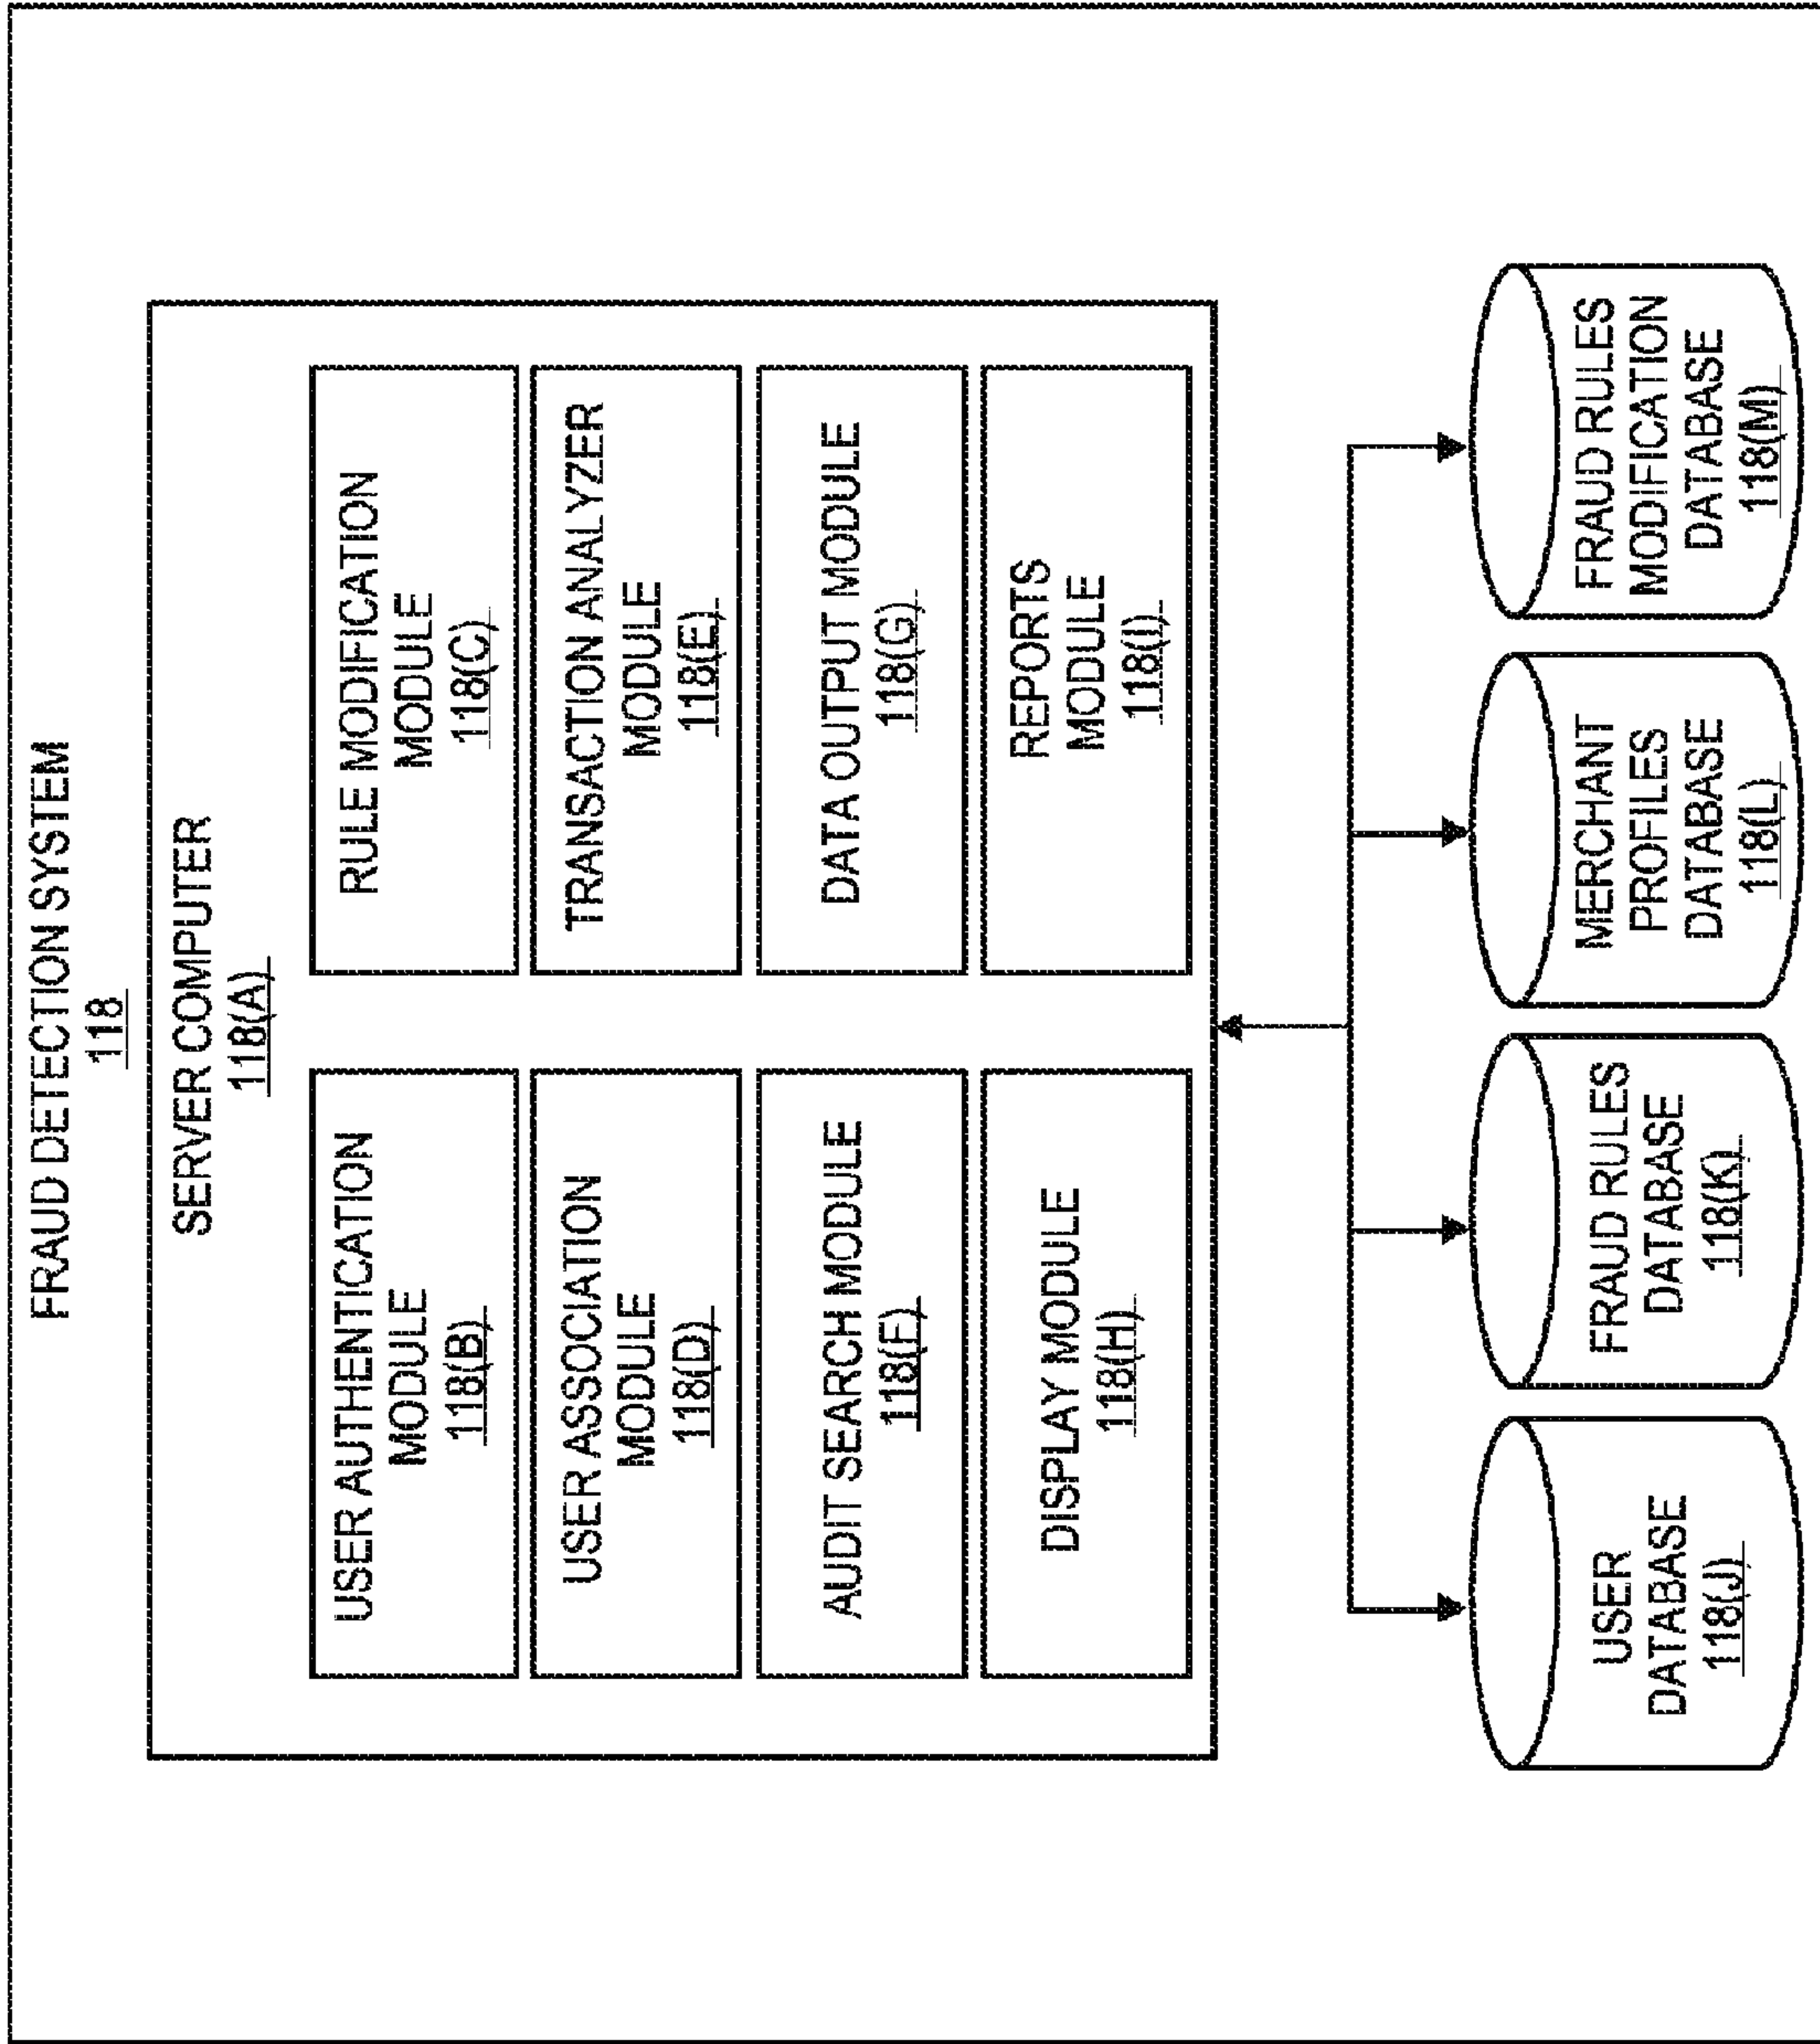 FRAUD DETECTION SYSTEM
118
SERVER COMPUTER
118(A)
USER AUTHENTICATION
MODULE
118(B)
RULE MODIFICATION
MODULE
118(C)
USER ASSOCIATION
MODULE
118(D)
TRANSACTION ANALYZER
MODULE
118(E)
AUDIT SEARCH MODULE
118(F)
DATA OUTPUT MODULE
118(G)
DISPLAY MODULE
118(H)
REPORTS
MODULE
118(I)
USER
DATABASE
118(J)
FRAUD RULES
DATABASE
118(K)
MERCHANT
PROFILES
DATABASE
118(L)
FRAUD RULES
MODIFICATION
DATABASE
118(M)